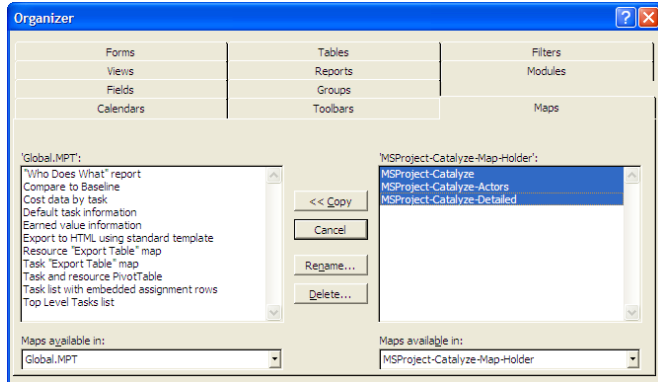 Organizer
Forms
Tables
Filters
Views
Reports
Modules
Fields
Groups
Calendars
Toolbars
Maps
'Global.MPT':
"Who Does What" report
Compare to Baseline
Cost data by task
Default task information
Earned value information
Export to HTML using standard template
Resource "Export Table" map
Task "Export Table" map
Task and resource PivotTable
Task list with embedded assignment rows
Top Level Tasks list
<< Copy
Cancel
Rename...
Delete...
'MSProject-Catalyze-Map-Holder':
MSProject-Catalyze
MSProject-Catalyze-Actors
MSProject-Catalyze-Detailed
Maps available in:
Global.MPT
Maps available in:
MSProject-Catalyze-Map-Holder